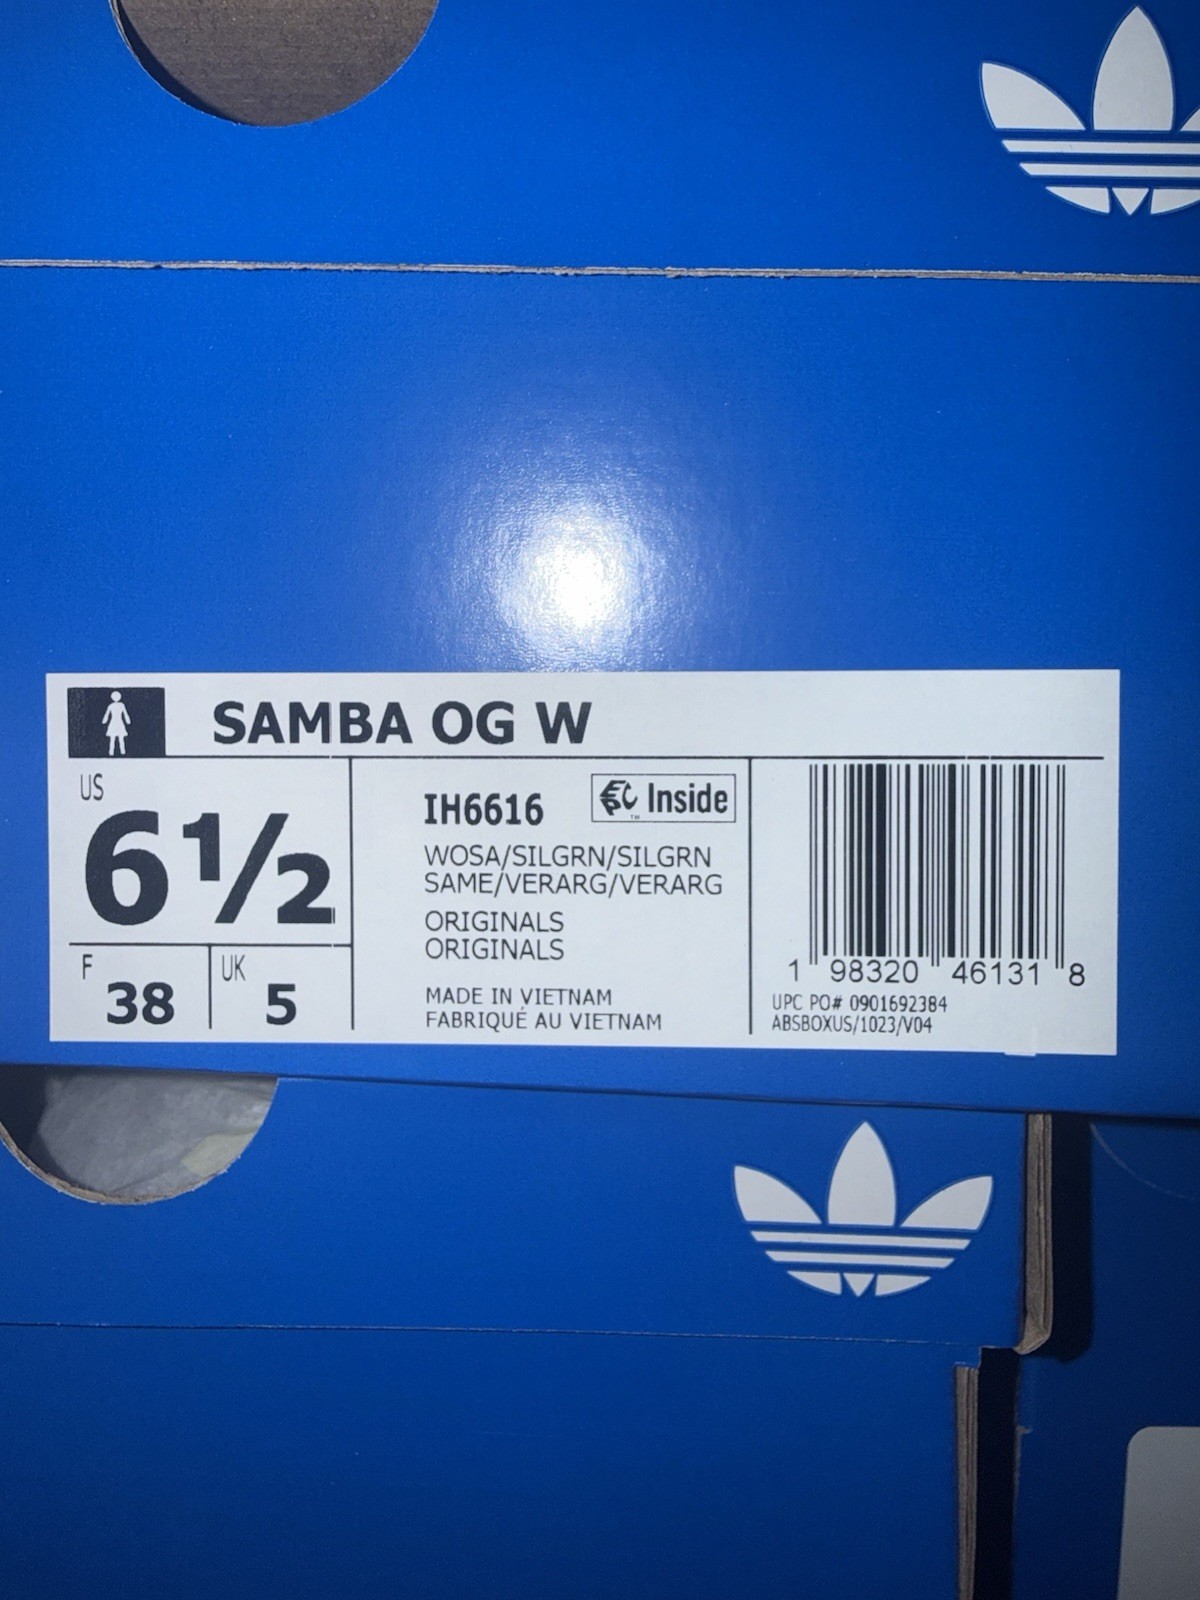 SAMBA OG W
US
6½
F
38
UK
5
IH6616
Inside
™
WOSA/SILGRN/SILGRN
SAME/VERARG/VERARG
ORIGINALS
ORIGINALS
MADE IN VIETNAM
FABRIQUÉ AU VIETNAM
1 98320 46131 8
UPC PO# 0901692384
ABSBOXUS/1023/V04